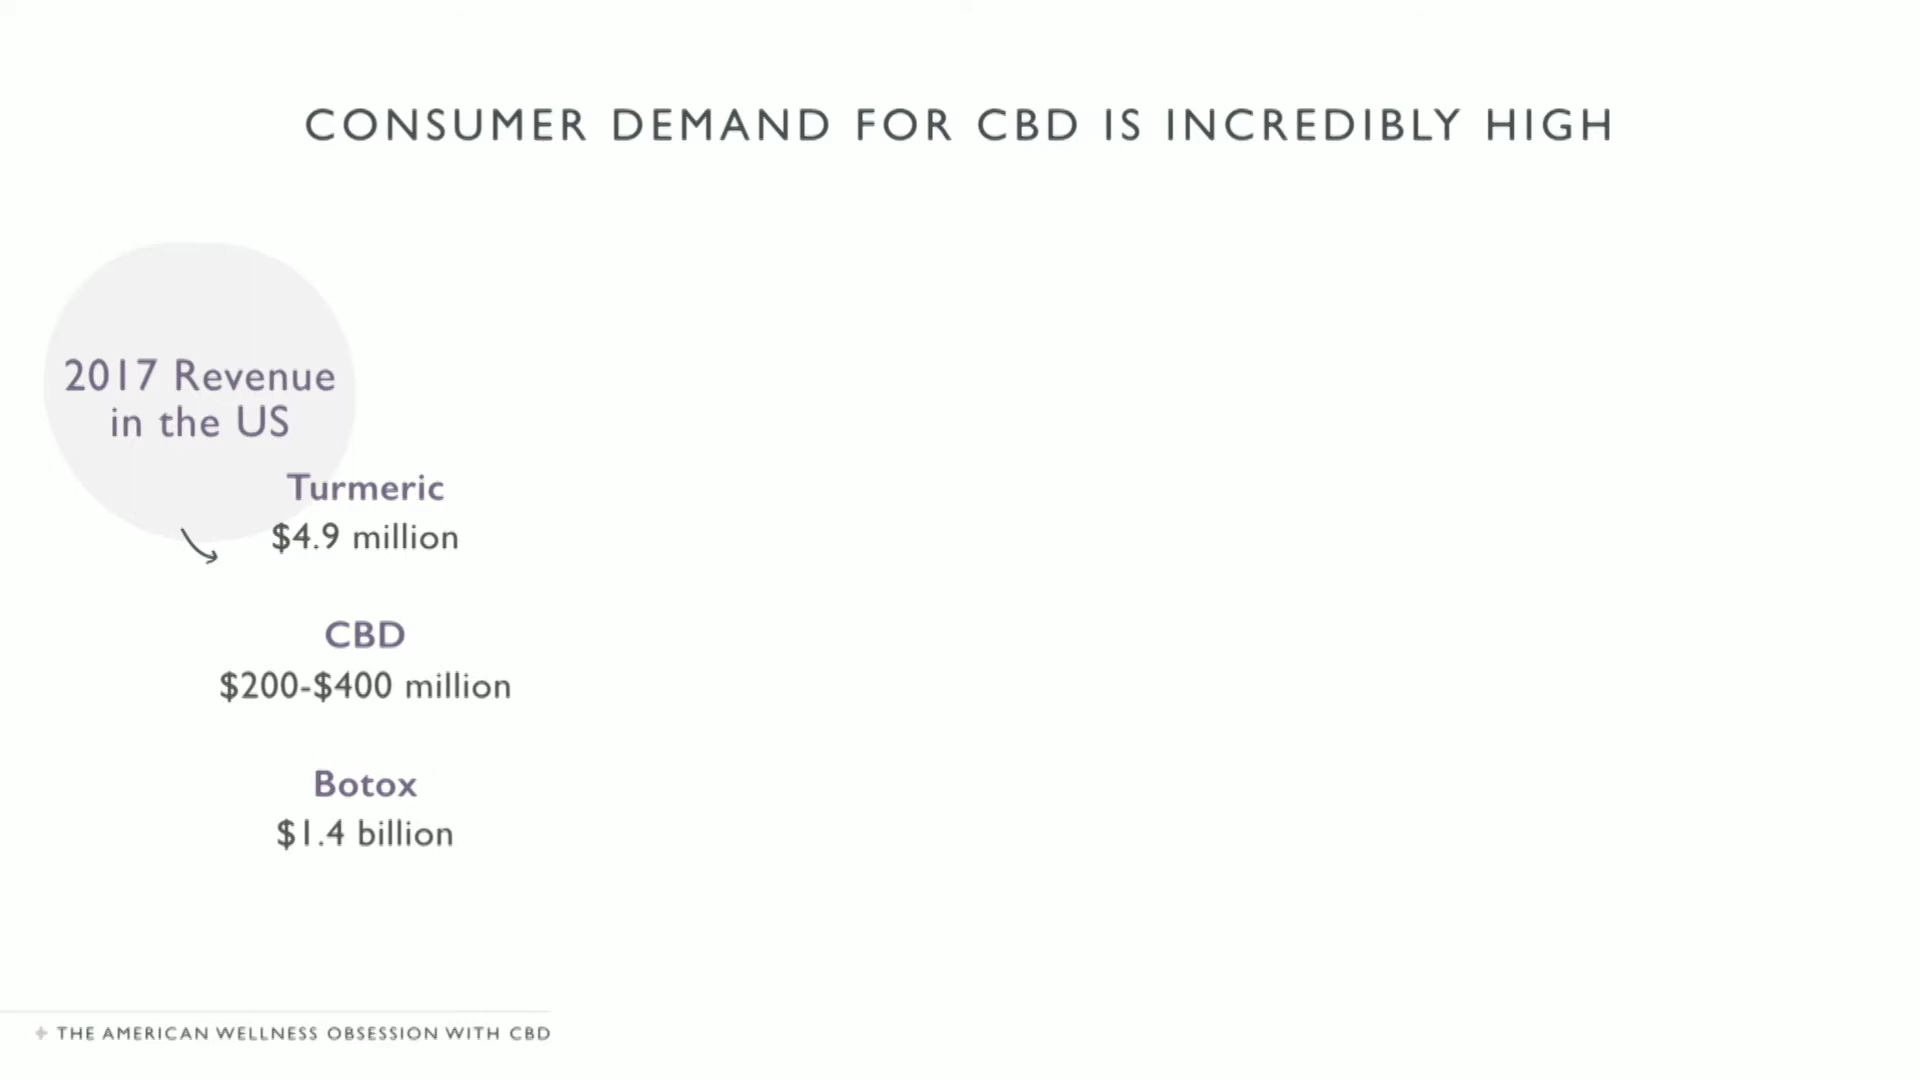 CONSUMER DEMAND FOR CBD IS INCREDIBLY HIGH
2017 Revenue
in the US
Turmeric
$4.9 million
CBD
$200-$400 million
Botox
$1.4 billion
+ THE AMERICAN WELLNESS OBSESSION WITH CBD